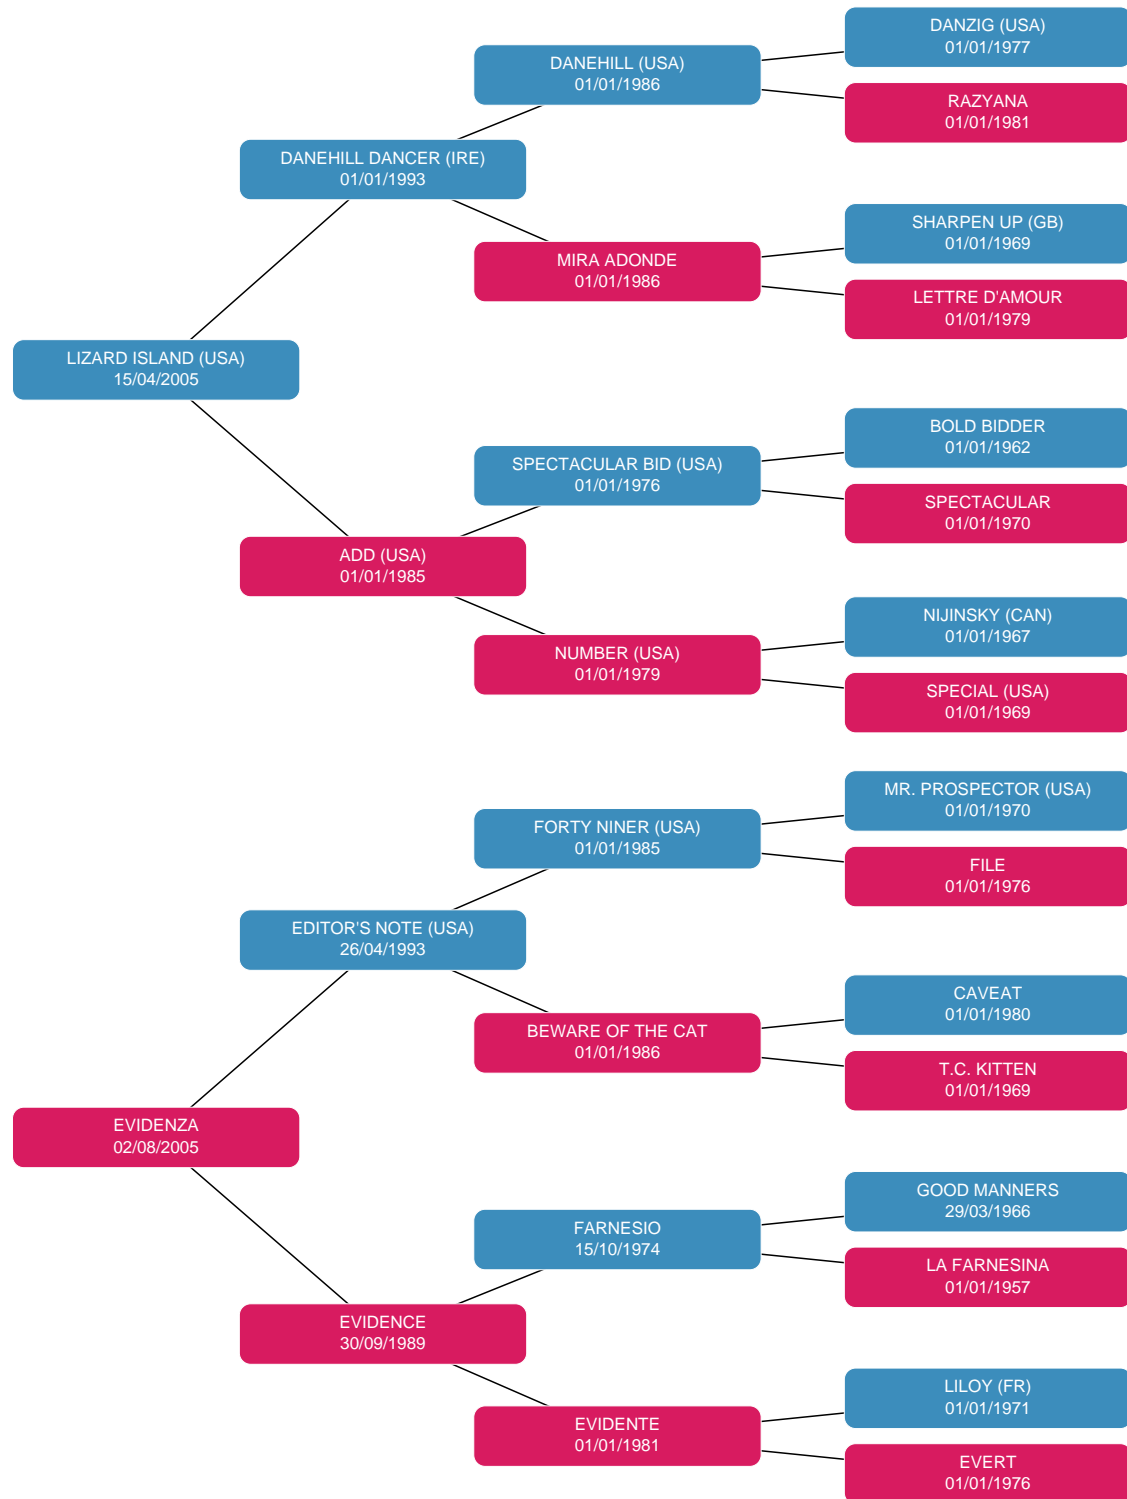 DANZIG (USA)
01/01/1977
DANEHILL (USA)
01/01/1986
RAZYANA
01/01/1981
DANEHILL DANCER (IRE)
01/01/1993
SHARPEN UP (GB)
01/01/1969
MIRA ADONDE
01/01/1986
LETTRE D'AMOUR
01/01/1979
LIZARD ISLAND (USA)
15/04/2005
BOLD BIDDER
01/01/1962
SPECTACULAR BID (USA)
01/01/1976
SPECTACULAR
01/01/1970
ADD (USA)
01/01/1985
NIJINSKY (CAN)
01/01/1967
NUMBER (USA)
01/01/1979
SPECIAL (USA)
01/01/1969
MR. PROSPECTOR (USA)
01/01/1970
FORTY NINER (USA)
01/01/1985
FILE
01/01/1976
EDITOR'S NOTE (USA)
26/04/1993
CAVEAT
01/01/1980
BEWARE OF THE CAT
01/01/1986
T.C. KITTEN
01/01/1969
EVIDENZA
02/08/2005
GOOD MANNERS
29/03/1966
FARNESIO
15/10/1974
LA FARNESINA
01/01/1957
EVIDENCE
30/09/1989
LILOY (FR)
01/01/1971
EVIDENTE
01/01/1981
EVERT
01/01/1976